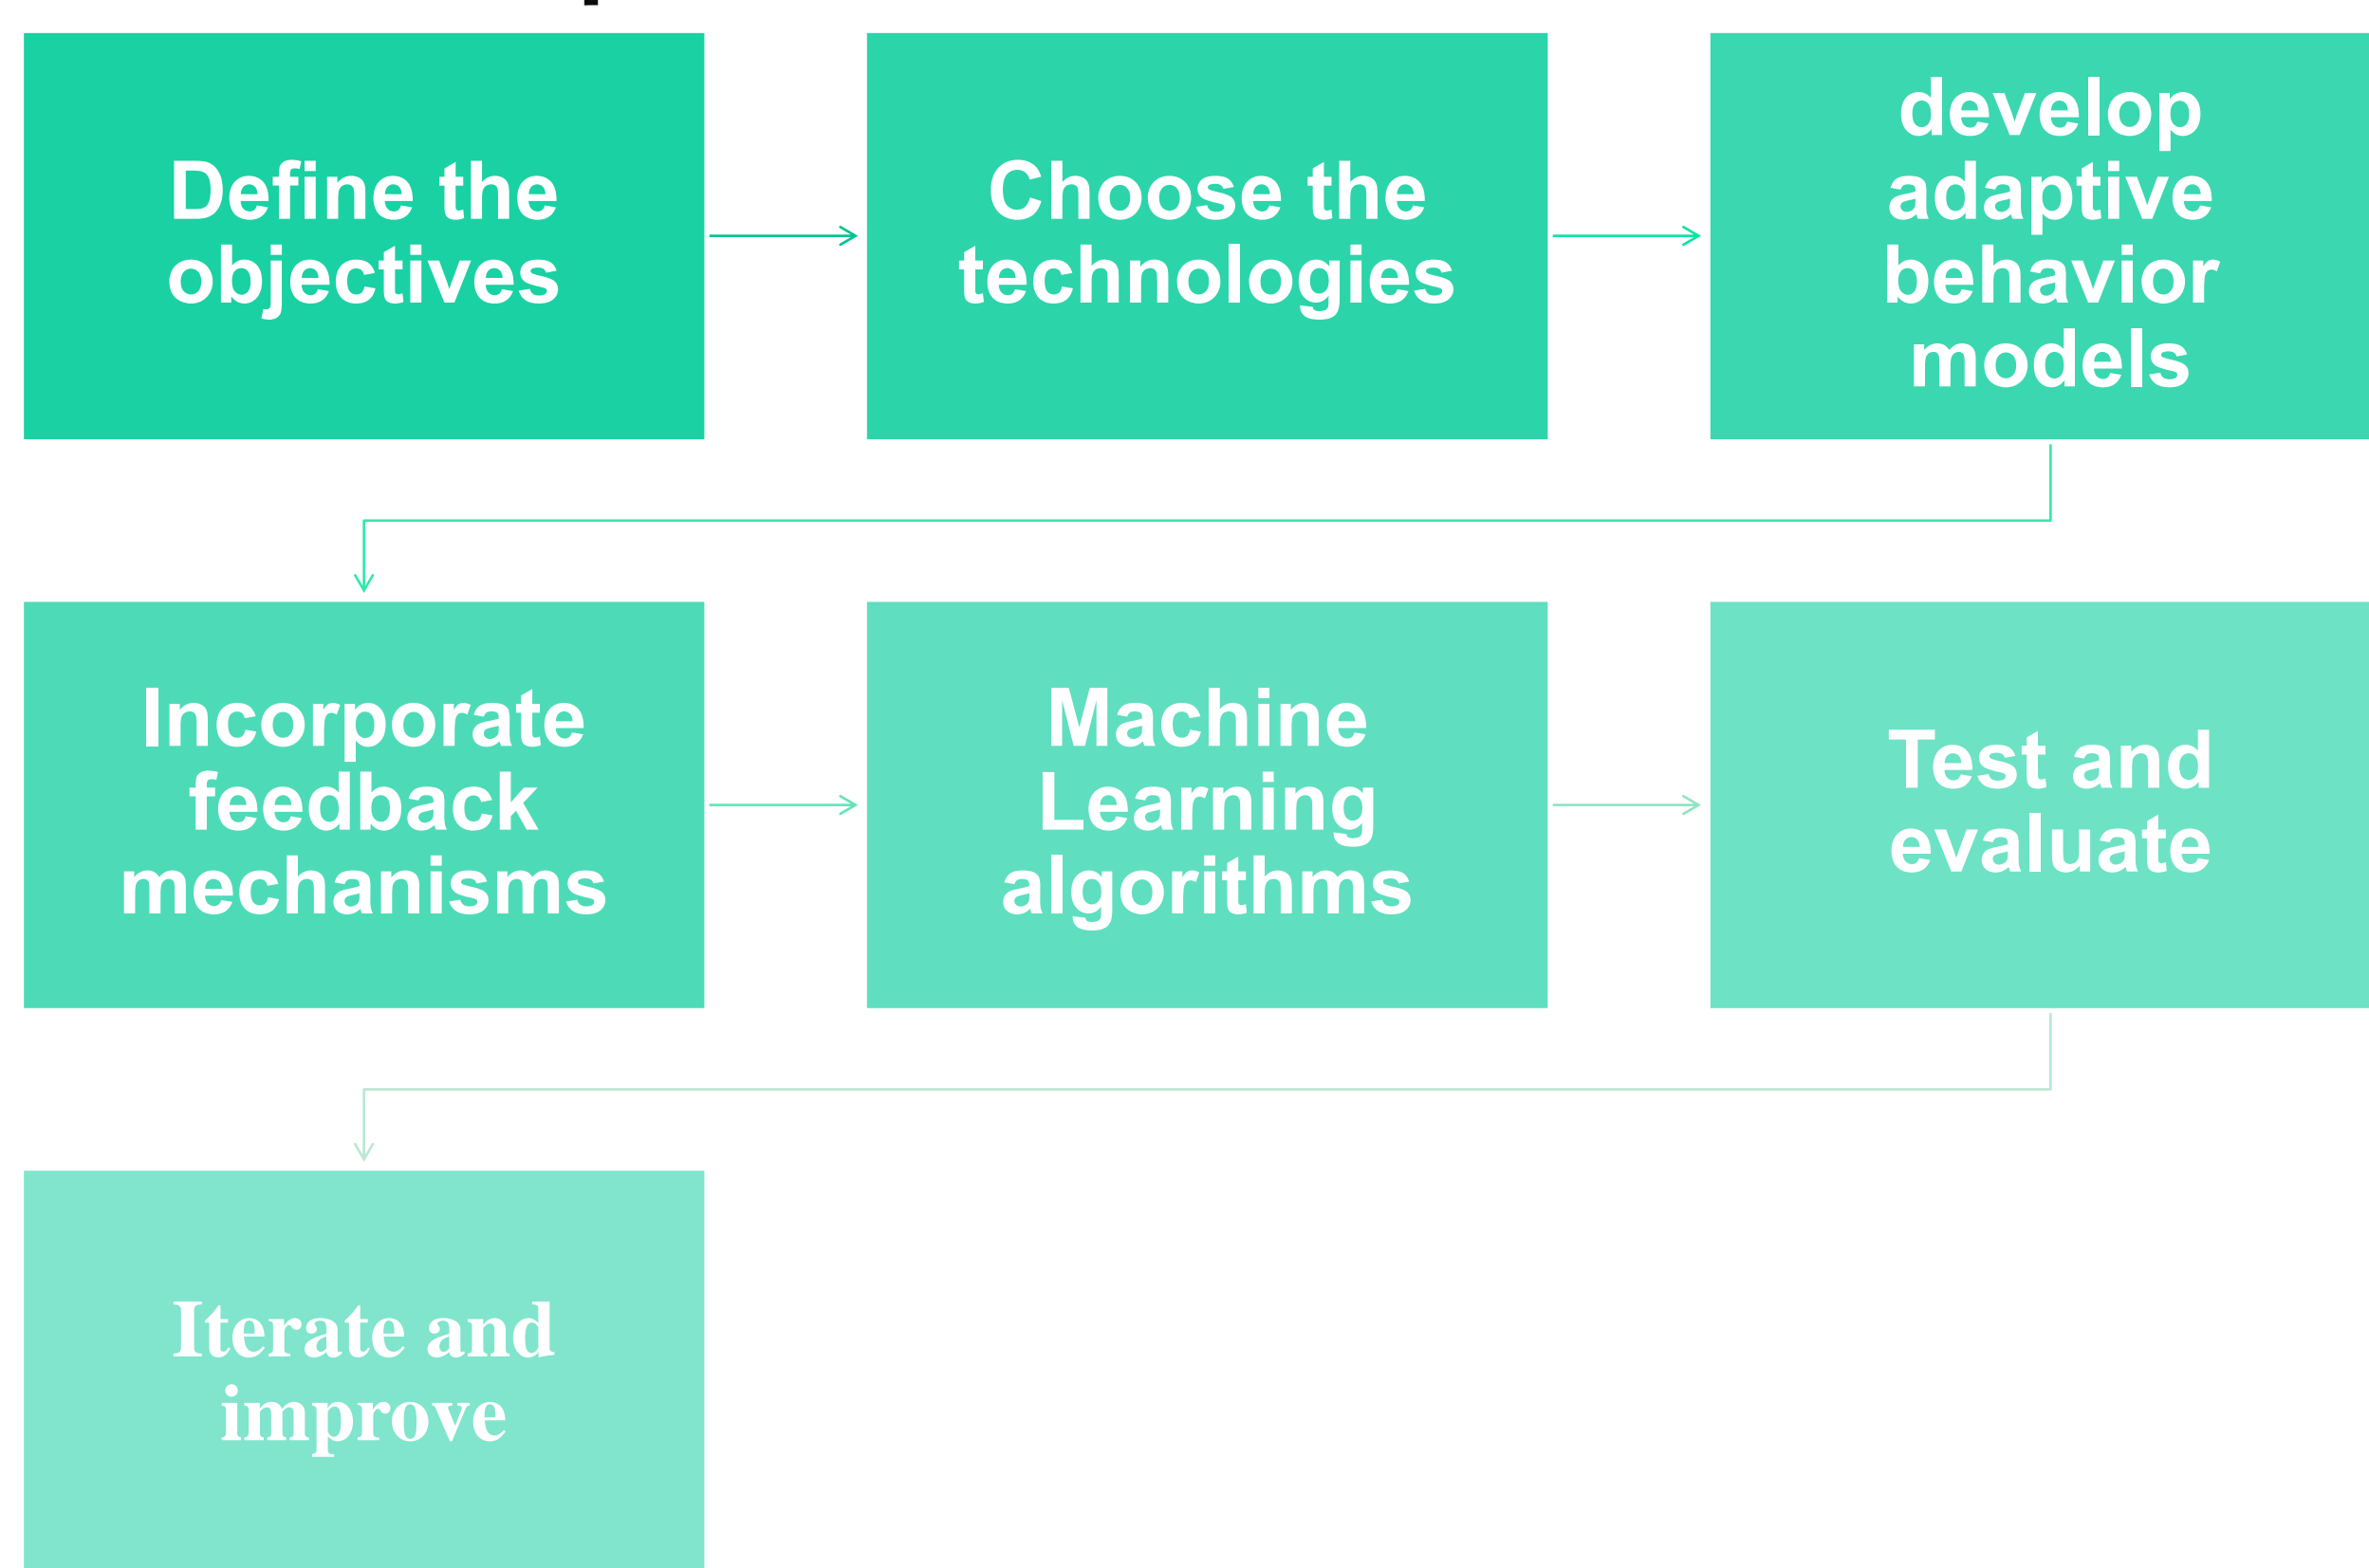 Define the
objectives
Choose the
technologies
develop
adaptive
behavior
models
Incorporate
feedback
mechanisms
Machine
Learning
algorithms
Test and
evaluate
Iterate and
improve